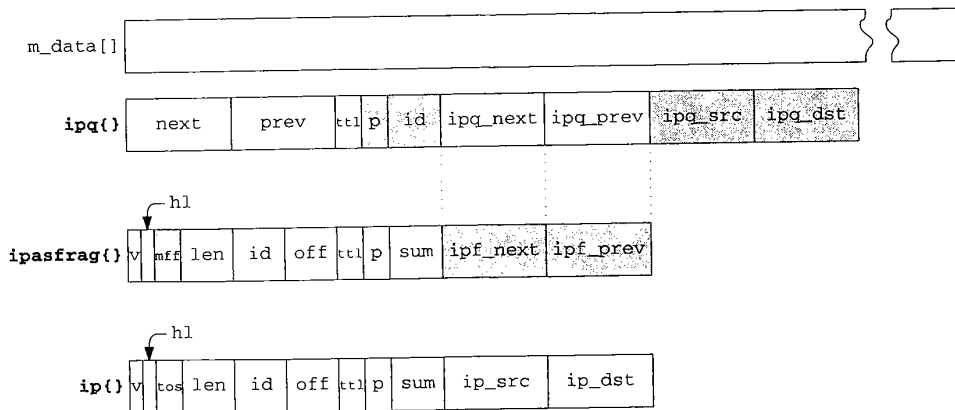 m_data[]
ipq{} next prev ttl p id ipq_next ipq_prev ipq_src ipq_dst
hl
ipasfrag{} v mff len id off ttl p sum ipf_next ipf_prev
hl
ip{} v tos len id off ttl p sum ip_src ip_dst